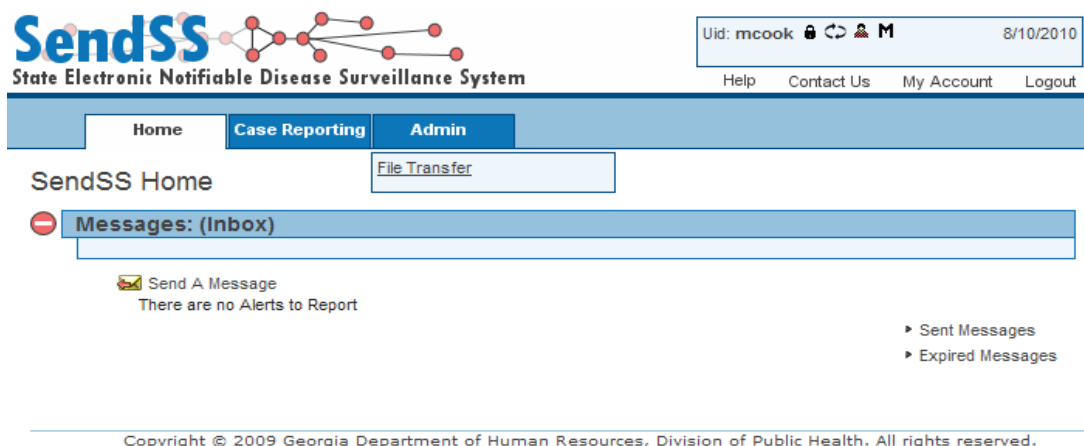 SendSS
State Electronic Notifiable Disease Surveillance System
Uid: mcook M 8/10/2010
Help Contact Us My Account Logout
Home Case Reporting Admin
File Transfer
SendSS Home
Messages: (Inbox)
Send A Message
There are no Alerts to Report
Sent Messages
Expired Messages
Copyright © 2009 Georgia Department of Human Resources, Division of Public Health. All rights reserved.